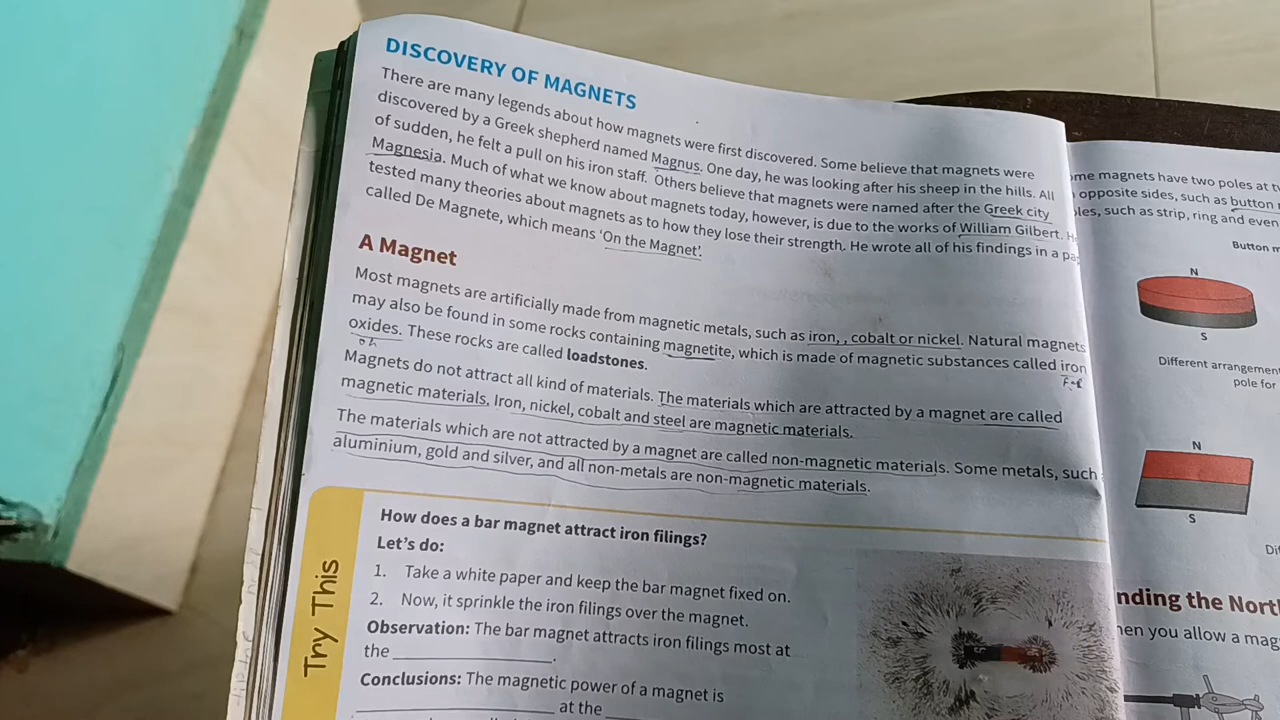 DISCOVERY OF MAGNETS
There are many legends about how magnets were first discovered. Some believe that magnets were
discovered by a Greek shepherd named Magnus. One day, he was looking after his sheep in the hills. All
of sudden, he felt a pull on his iron staff. Others believe that magnets were named after the Greek city
Magnesia. Much of what we know about magnets today, however, is due to the works of William Gilbert.
tested many theories about magnets as to how they lose their strength. He wrote all of his findings in a
called De Magnete, which means 'On the Magnet'.
A Magnet
Most magnets are artificially made from magnetic metals, such as iron, , cobalt or nickel. Natural magnets
may also be found in some rocks containing magnetite, which is made of magnetic substances called iron
oxides. These rocks are called loadstones.
Magnets do not attract all kind of materials. The materials which are attracted by a magnet are called
magnetic materials. Iron, nickel, cobalt and steel are magnetic materials.
The materials which are not attracted by a magnet are called non-magnetic materials. Some metals, such
aluminium, gold and silver, and all non-metals are non-magnetic materials.
Try This
How does a bar magnet attract iron filings?
Let's do:
1. Take a white paper and keep the bar magnet fixed on.
2. Now, it sprinkle the iron filings over the magnet.
Observation: The bar magnet attracts iron filings most at
the ____________.
Conclusions: The magnetic power of a magnet is
____________ at the ____________
magnets have two poles at
opposite sides, such as button
such as strip, ring and even
Button
N
S
Different
pole for
N
S
the
you allow a